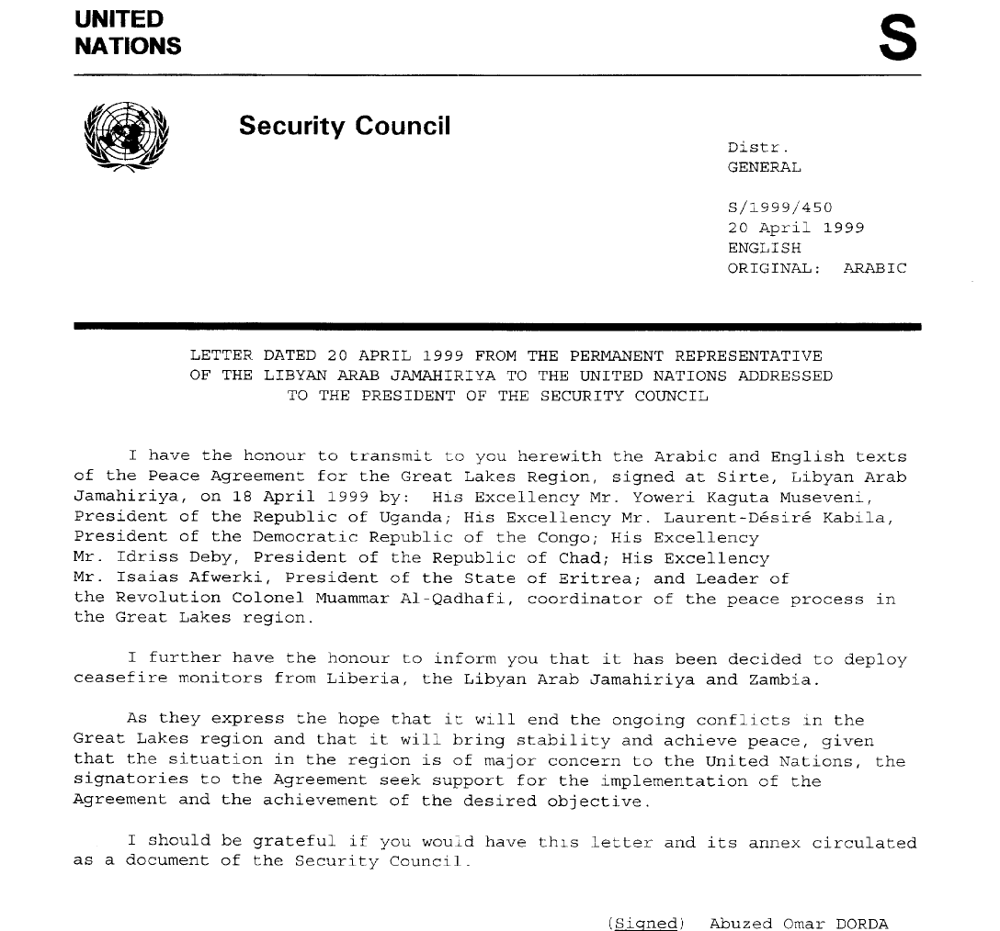 UNITED
NATIONS
S
Security Council
Distr.
GENERAL
S/1999/450
20 April 1999
ENGLISH
ORIGINAL: ARABIC
LETTER DATED 20 APRIL 1999 FROM THE PERMANENT REPRESENTATIVE
OF THE LIBYAN ARAB JAMAHIRIYA TO THE UNITED NATIONS ADDRESSED
TO THE PRESIDENT OF THE SECURITY COUNCIL
I have the honour to transmit to you herewith the Arabic and English texts
of the Peace Agreement for the Great Lakes Region, signed at Sirte, Libyan Arab
Jamahiriya, on 18 April 1999 by: His Excellency Mr. Yoweri Kaguta Museveni,
President of the Republic of Uganda; His Excellency Mr. Laurent-Désiré Kabila,
President of the Democratic Republic of the Congo; His Excellency
Mr. Idriss Deby, President of the Republic of Chad; His Excellency
Mr. Isaias Afwerki, President of the State of Eritrea; and Leader of
the Revolution Colonel Muammar Al-Qadhafi, coordinator of the peace process in
the Great Lakes region.
I further have the honour to inform you that it has been decided to deploy
ceasefire monitors from Liberia, the Libyan Arab Jamahiriya and Zambia.
As they express the hope that it will end the ongoing conflicts in the
Great Lakes region and that it will bring stability and achieve peace, given
that the situation in the region is of major concern to the United Nations, the
signatories to the Agreement seek support for the implementation of the
Agreement and the achievement of the desired objective.
I should be grateful if you would have this letter and its annex circulated
as a document of the Security Council.
(Signed) Abuzed Omar DORDA